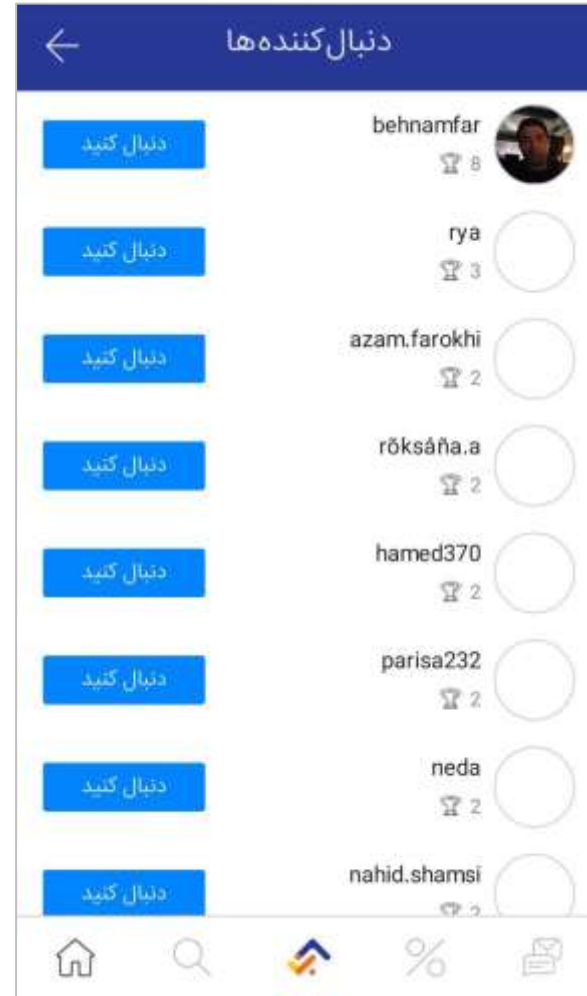 دنبال‌کننده‌ها
behnamfar
8
دنبال کنید
rya
3
دنبال کنید
azam.farokhi
2
دنبال کنید
rõksáña.a
2
دنبال کنید
hamed370
2
دنبال کنید
parisa232
2
دنبال کنید
neda
2
دنبال کنید
nahid.shamsi
2
دنبال کنید
%